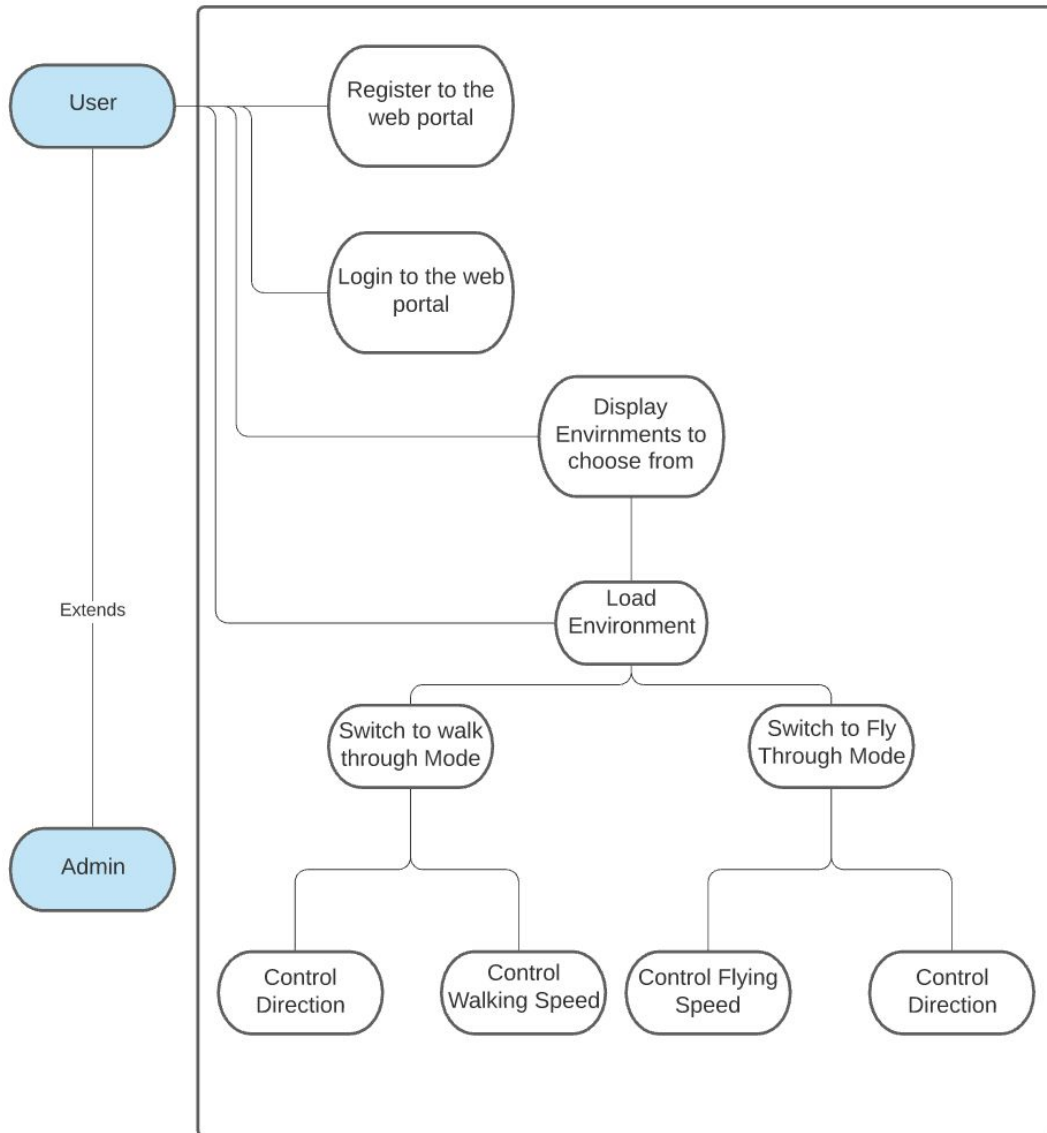 User
Register to the
web portal
Login to the web
portal
Display
Envirnments to
choose from
Extends
Load
Environment
Switch to walk
through Mode
Switch to Fly
Through Mode
Admin
Control
Direction
Control
Walking Speed
Control Flying
Speed
Control
Direction